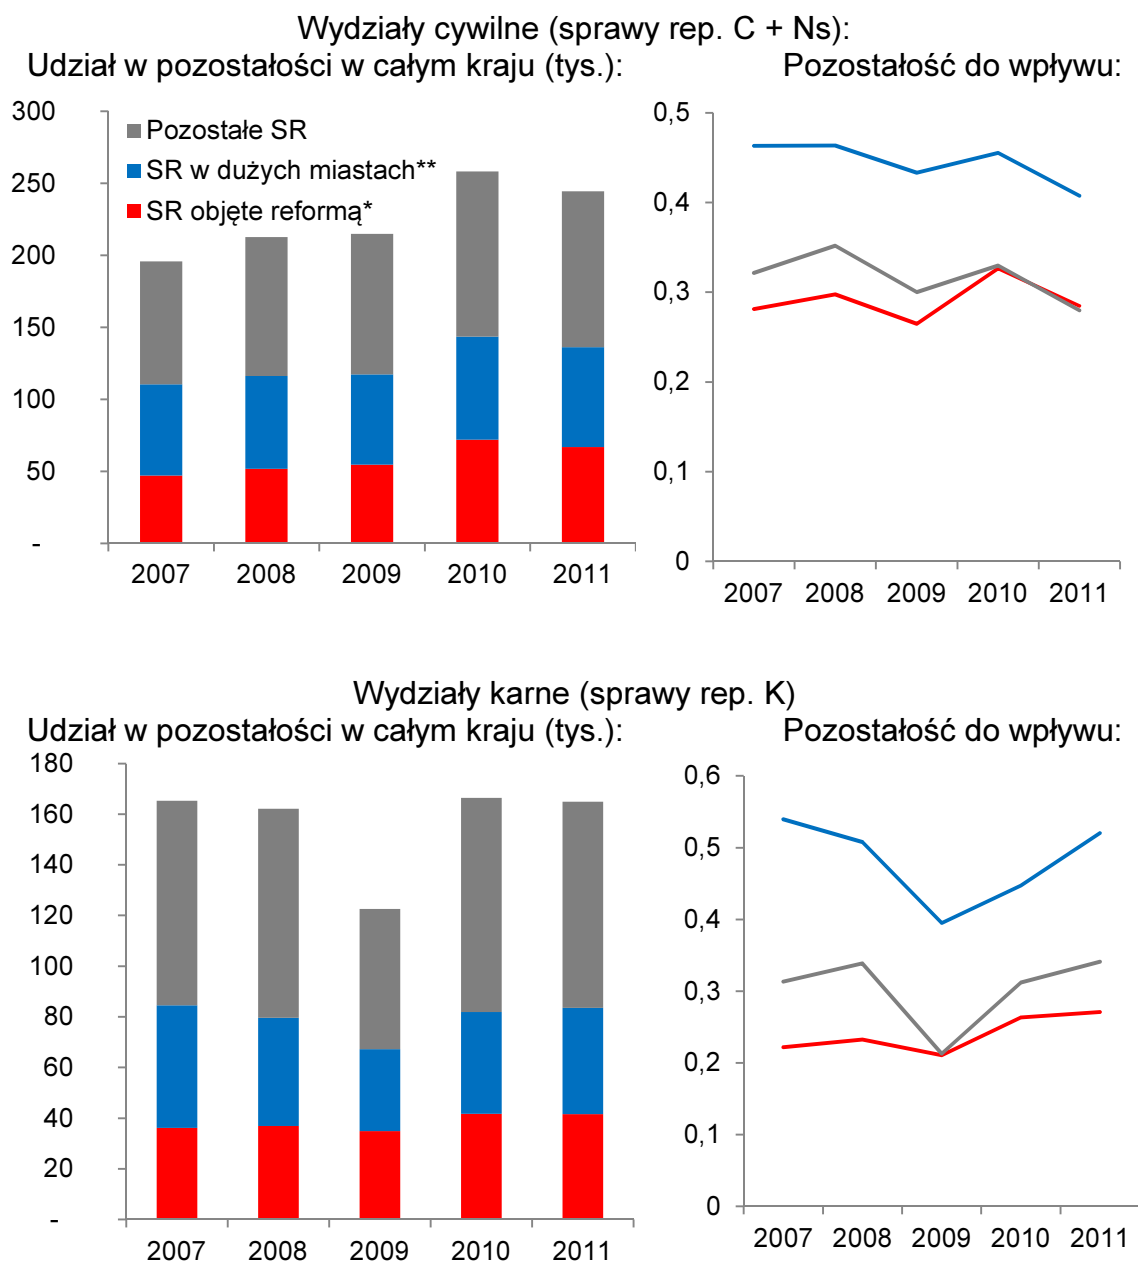 Wydziały cywilne (sprawy rep. C + Ns):
Udział w pozostałości w całym kraju (tys.):
Pozostałość do wpływu:
300
250
200
150
100
50
-
Pozostałe SR
SR w dużych miastach**
SR objęte reformą*
2007 2008 2009 2010 2011
0,5
0,4
0,3
0,2
0,1
0
2007 2008 2009 2010 2011
Wydziały karne (sprawy rep. K)
Udział w pozostałości w całym kraju (tys.):
Pozostałość do wpływu:
180
160
140
120
100
80
60
40
20
-
2007 2008 2009 2010 2011
0,6
0,5
0,4
0,3
0,2
0,1
0
2007 2008 2009 2010 2011